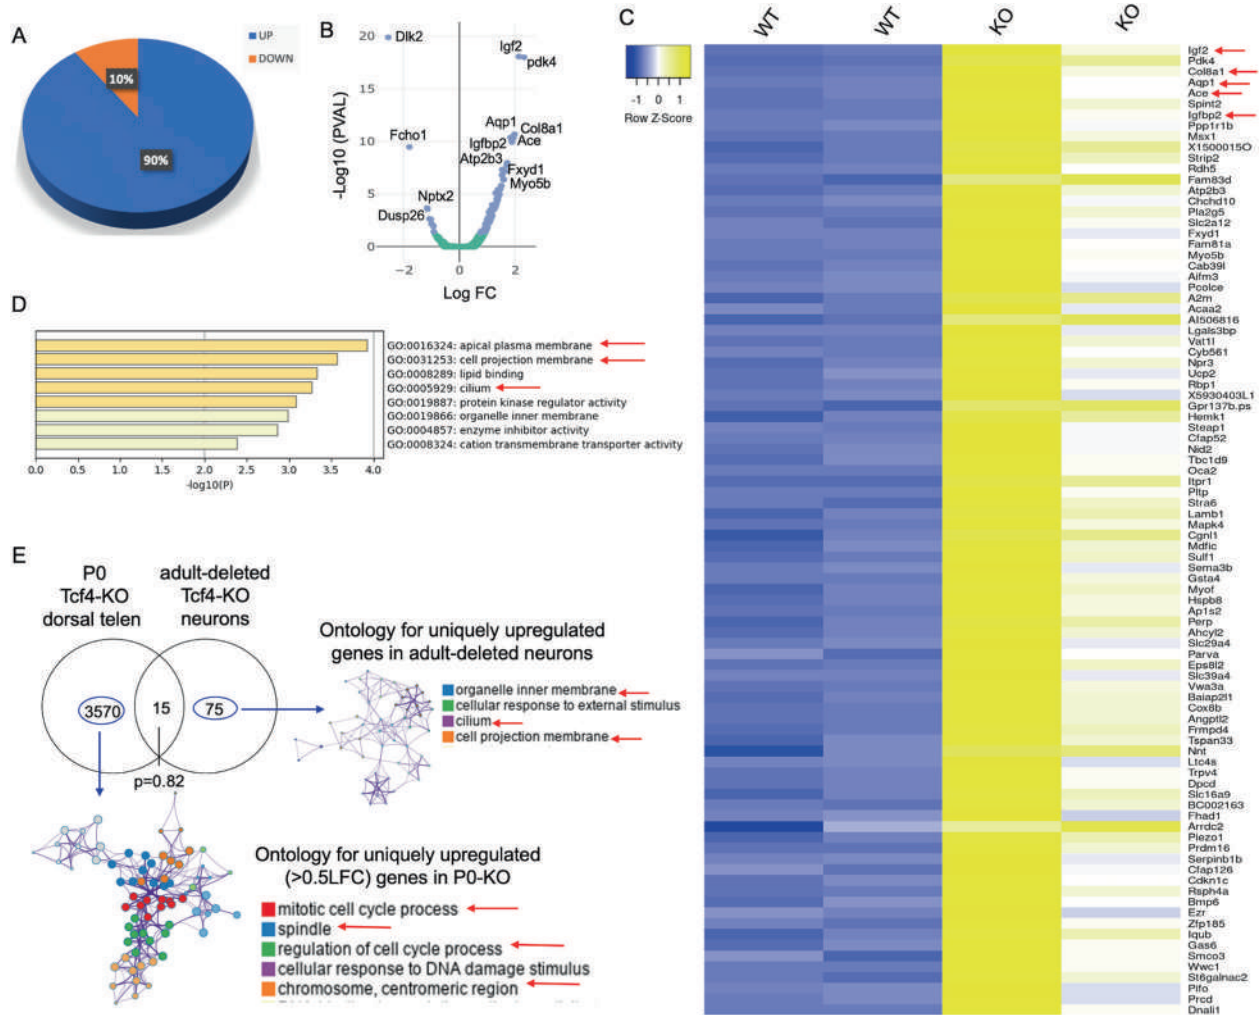 A
UP
DOWN
10%
90%
B
20
15
10
5
0
−2
0
2
-Log10 (PVAL)
Log FC
Dlk2
Igf2
pdk4
Fcho1
Aqp1
Col8a1
Igfbp2
Ace
Atp2b3
Fxyd1
Myo5b
Nptx2
Dusp26
C
-1 0 1
Row Z-Score
WT
WT
KO
KO
Igf2
Pdk4
Col8a1
Aqp1
Ace
Spint2
Igfbp2
Ppp1r1b
Msx1
X1500015O
Strip2
Rdh5
Fam83d
Atp2b3
Chchd10
Pla2g5
Slc2a12
Fxyd1
Fam81a
Myo5b
Cab39l
Aifm3
Pcolce
A2m
Acaa2
AI506816
Lgals3bp
Vat1l
Cyb561
Npr3
Ucp2
Rbp1
X5930403L1
Gpr137b.ps
Hemk1
Steap1
Cfap52
Nid2
Tbc1d9
Oca2
Itpr1
Pltp
Stra6
Lamb1
Mapk4
Cgnl1
Mdfic
Sulf1
Sema3b
Gsta4
Myof
Hspb8
Ap1s2
Perp
Ahcyl2
Slc29a4
Parva
Eps8l2
Slc39a4
Vwa3a
Baiap2l1
Cox8b
Angptl2
Frmpd4
Tspan33
Nnt
Ltc4s
Trpv4
Dpcd
Slc16a9
BC002163
Fhad1
Arrdc2
Piezo1
Prdm16
Serpinb1b
Cfap126
Cdkn1c
Rsph4a
Bmp6
Ezr
Zfp185
Iqub
Gas6
Smco3
Wwc1
St6galnac2
Pifo
Prcd
Dnali1
D
GO:0016324: apical plasma membrane
GO:0031253: cell projection membrane
GO:0008289: lipid binding
GO:0005929: cilium
GO:0019887: protein kinase regulator activity
GO:0019866: organelle inner membrane
GO:0004857: enzyme inhibitor activity
GO:0008324: cation transmembrane transporter activity
0.0 0.5 1.0 1.5 2.0 2.5 3.0 3.5 4.0
-log10(P)
E
P0
Tcf4-KO
dorsal telen
adult-deleted
Tcf4-KO
neurons
3570
15
75
p=0.82
Ontology for uniquely upregulated
genes in adult-deleted neurons
organelle inner membrane
cellular response to external stimulus
cilium
cell projection membrane
Ontology for uniquely upregulated
(>0.5LFC) genes in P0-KO
mitotic cell cycle process
spindle
regulation of cell cycle process
cellular response to DNA damage stimulus
chromosome, centromeric region